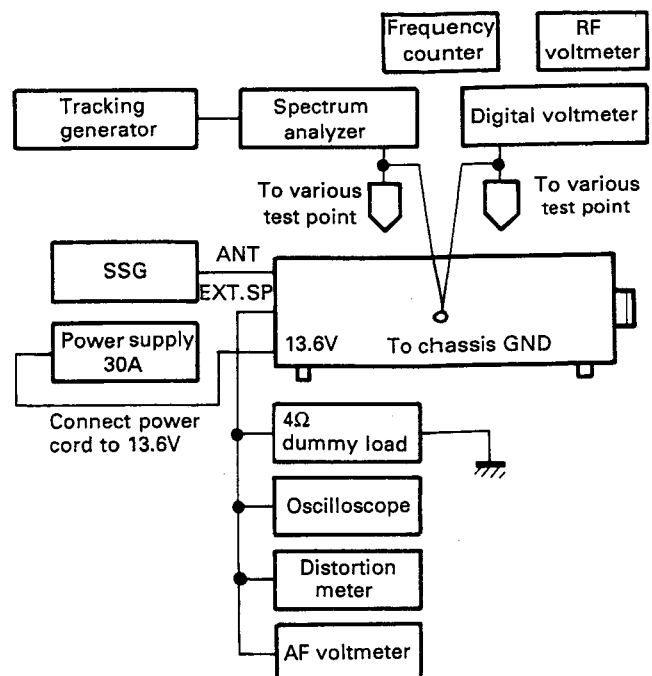 Frequency
counter
RF
voltmeter
Tracking
generator
Spectrum
analyzer
Digital voltmeter
To various
test point
To various
test point
SSG
ANT
EXT.SP
Power supply
30A
13.6V
To chassis GND
Connect power
cord to 13.6V
4Ω
dummy load
Oscilloscope
Distortion
meter
AF voltmeter